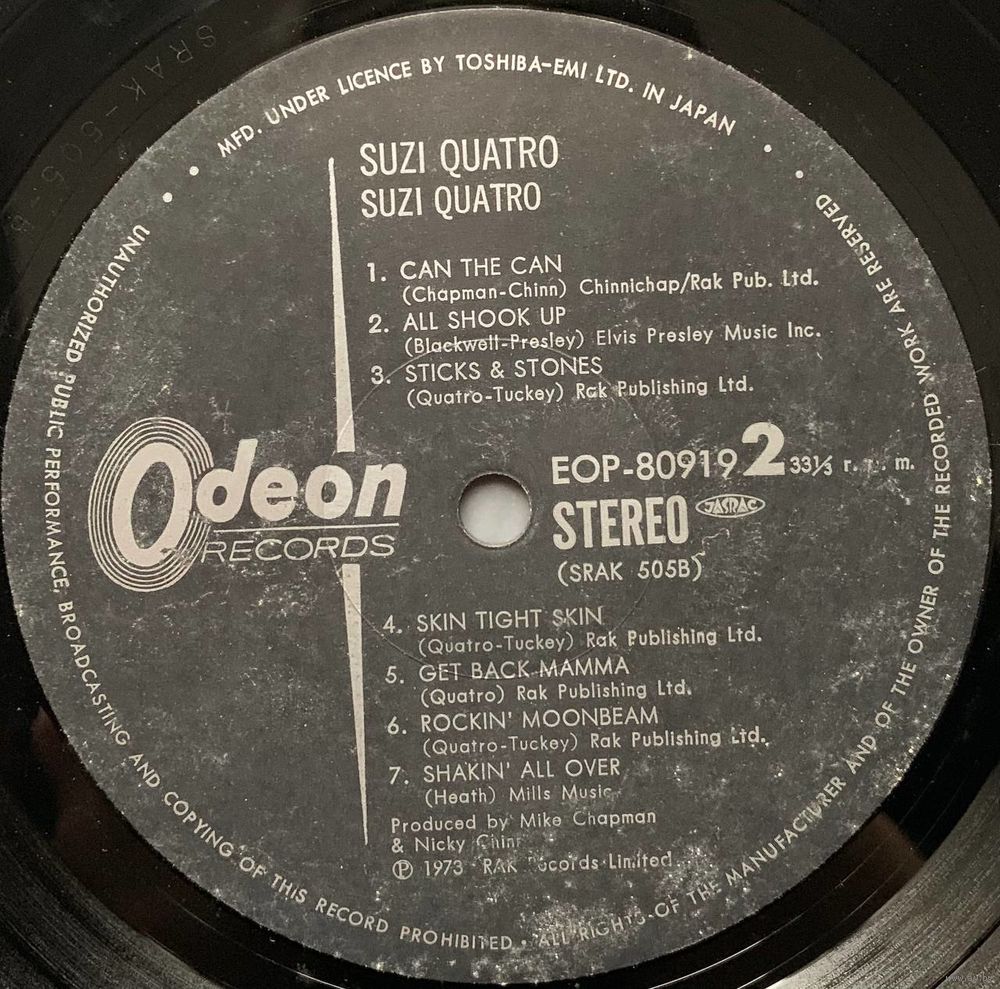 SRAK-505-B
MFD. UNDER LICENCE BY TOSHIBA-EMI LTD. IN JAPAN
SUZI QUATRO
SUZI QUATRO
1. CAN THE CAN
(Chapman-Chinn) Chinnichap/Rak Pub. Ltd.
2. ALL SHOOK UP
(Blackwell-Presley) Elvis Presley Music Inc.
3. STICKS & STONES
(Quatro-Tuckey) Rak Publishing Ltd.
Odeon
RECORDS
EOP-80919 2 33⅓ r. p. m.
STEREO JASRAC
(SRAK 505B)
4. SKIN TIGHT SKIN
(Quatro-Tuckey) Rak Publishing Ltd.
5. GET BACK MAMMA
(Quatro) Rak Publishing Ltd.
6. ROCKIN' MOONBEAM
(Quatro-Tuckey) Rak Publishing Ltd.
7. SHAKIN' ALL OVER
(Heath) Mills Music
Produced by Mike Chapman
& Nicky Chinn
Ⓟ 1973 RAK Records Limited
UNAUTHORIZED PUBLIC PERFORMANCE, BROADCASTING AND COPYING OF THIS RECORD PROHIBITED • ALL RIGHTS OF THE MANUFACTURER AND OF THE OWNER OF THE RECORDED WORK ARE RESERVED